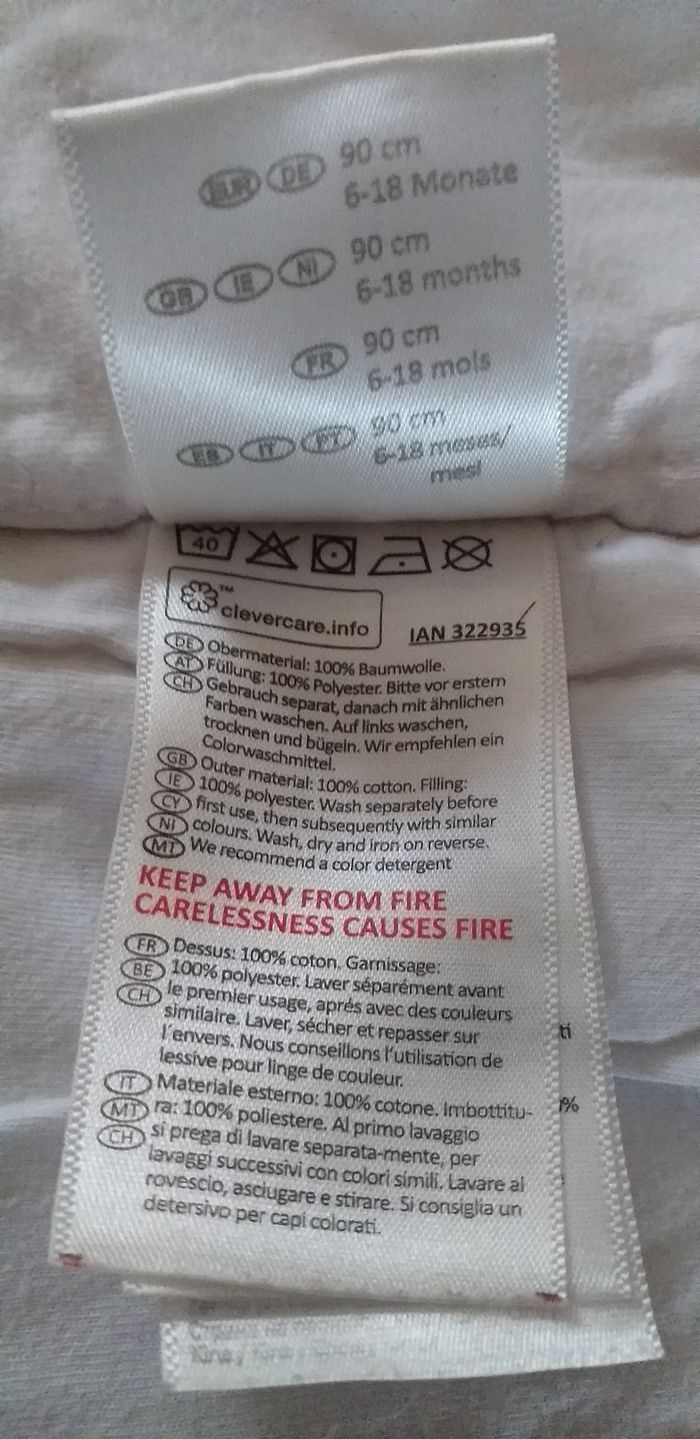 EUR DE 90 cm
6-18 Monate
GB IE NI 90 cm
6-18 months
FR 90 cm
6-18 mois
ES IT PT 90 cm
6-18 meses/
mesi
40
™
clevercare.info
IAN 322935
DE Obermaterial: 100% Baumwolle.
AT Füllung: 100% Polyester. Bitte vor erstem
CH Gebrauch separat, danach mit ähnlichen
Farben waschen. Auf links waschen,
trocknen und bügeln. Wir empfehlen ein
Colorwaschmittel.
GB Outer material: 100% cotton. Filling:
IE 100% polyester. Wash separately before
CY first use, then subsequently with similar
NI colours. Wash, dry and iron on reverse.
MT We recommend a color detergent
KEEP AWAY FROM FIRE
CARELESSNESS CAUSES FIRE
FR Dessus: 100% coton. Garnissage:
BE 100% polyester. Laver séparément avant
CH le premier usage, aprés avec des couleurs
similaire. Laver, sécher et repasser sur
l'envers. Nous conseillons l'utilisation de
lessive pour linge de couleur.
IT Materiale esterno: 100% cotone. Imbottitu-
MT ra: 100% poliestere. Al primo lavaggio
CH si prega di lavare separata-mente, per
lavaggi successivi con colori simili. Lavare al
rovescio, asciugare e stirare. Si consiglia un
detersivo per capi colorati.
ti
%